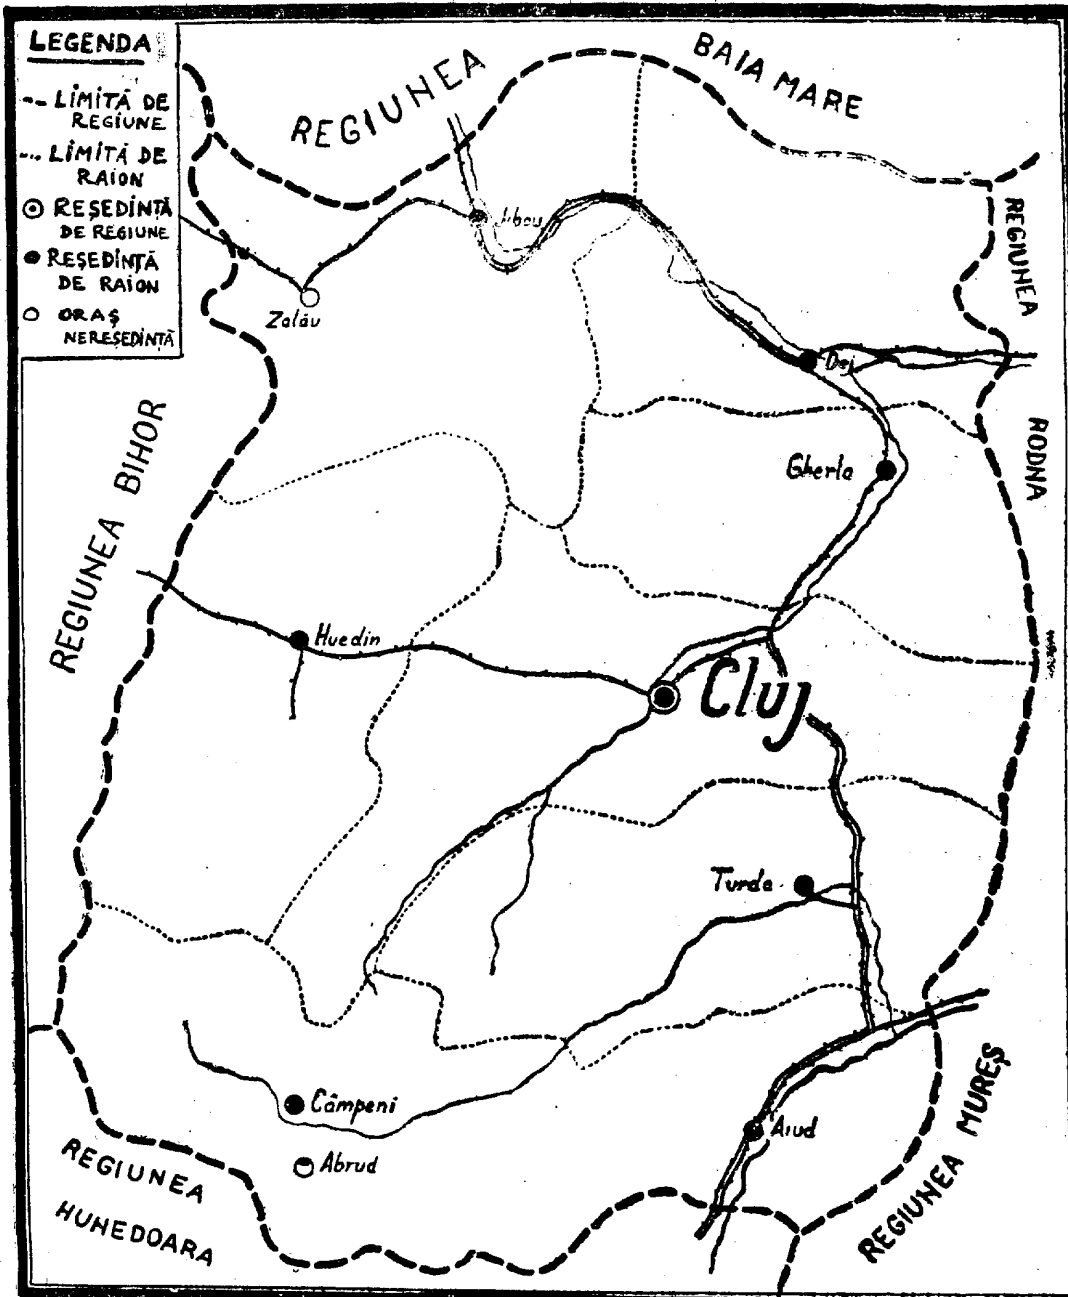 LEGENDA
LIMITĂ DE
REGIUNE
LIMITĂ DE
RAION
REȘEDINȚĂ
DE REGIUNE
REȘEDINȚĂ
DE RAION
ORAȘ
NEREȘEDINȚĂ
REGIUNEA
BAIA MARE
REGIUNEA
RODNA
REGIUNEA BIHOR
Jibou
Zalău
Dej
Gherla
Huedin
Cluj
Turda
Câmpeni
Abrud
Aiud
REGIUNEA MUREȘ
REGIUNEA
HUNEDOARA